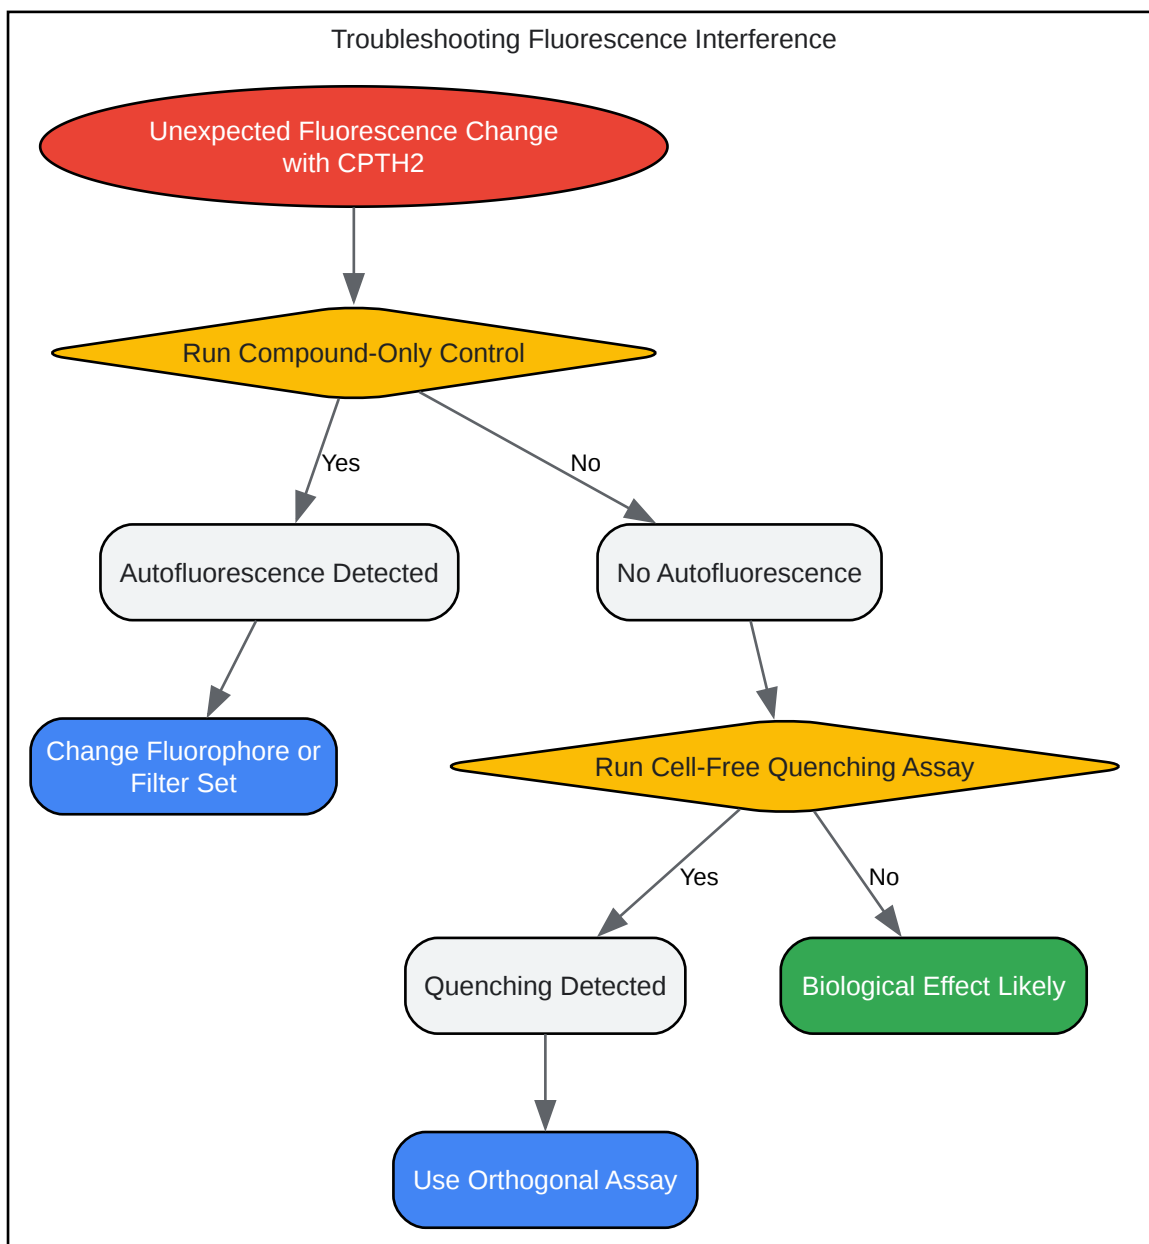 Troubleshooting Fluorescence Interference
Unexpected Fluorescence Change
with CPTH2
Run Compound-Only Control
Yes
No
Autofluorescence Detected
No Autofluorescence
Change Fluorophore or
Filter Set
Run Cell-Free Quenching Assay
Yes
No
Quenching Detected
Biological Effect Likely
Use Orthogonal Assay